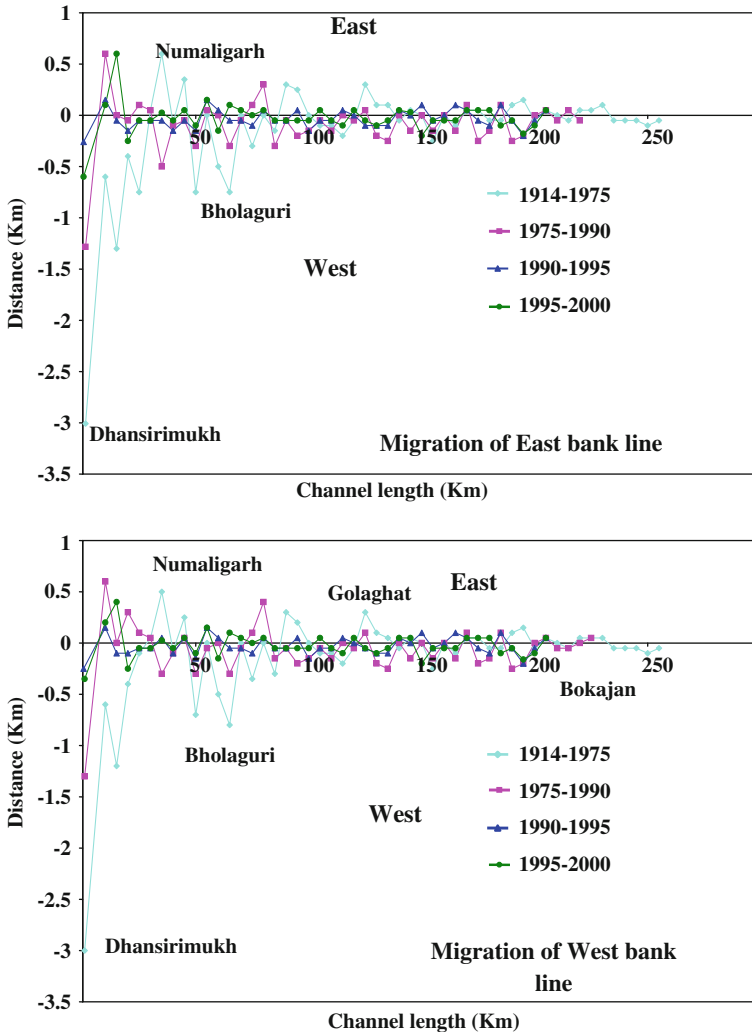 East
1
Numaligarh
0.5
0
50
100
150
200
250
-0.5
Bholaguri
1914-1975
-1
1975-1990
West
-1.5
1990-1995
-2
1995-2000
-2.5
-3
Dhansirimukh
Migration of East bank line
-3.5
Distance (Km)
Channel length (Km)
1
Numaligarh
East
0.5
Golaghat
0
50
100
150
200
250
-0.5
Bokajan
-1
Bholaguri
1914-1975
-1.5
1975-1990
West
1990-1995
-2
1995-2000
-2.5
-3
Dhansirimukh
Migration of West bank
line
-3.5
Distance (Km)
Channel length (Km)